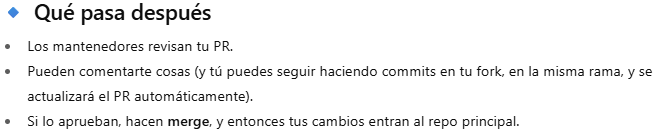 Qué pasa después
Los mantenedores revisan tu PR.
Pueden comentarte cosas (y tú puedes seguir haciendo commits en tu fork, en la misma rama, y se
actualizará el PR automáticamente).
Si lo aprueban, hacen merge, y entonces tus cambios entran al repo principal.